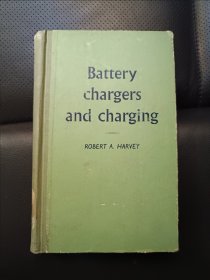 Battery
chargers
and charging
ROBERT A. HARVEY